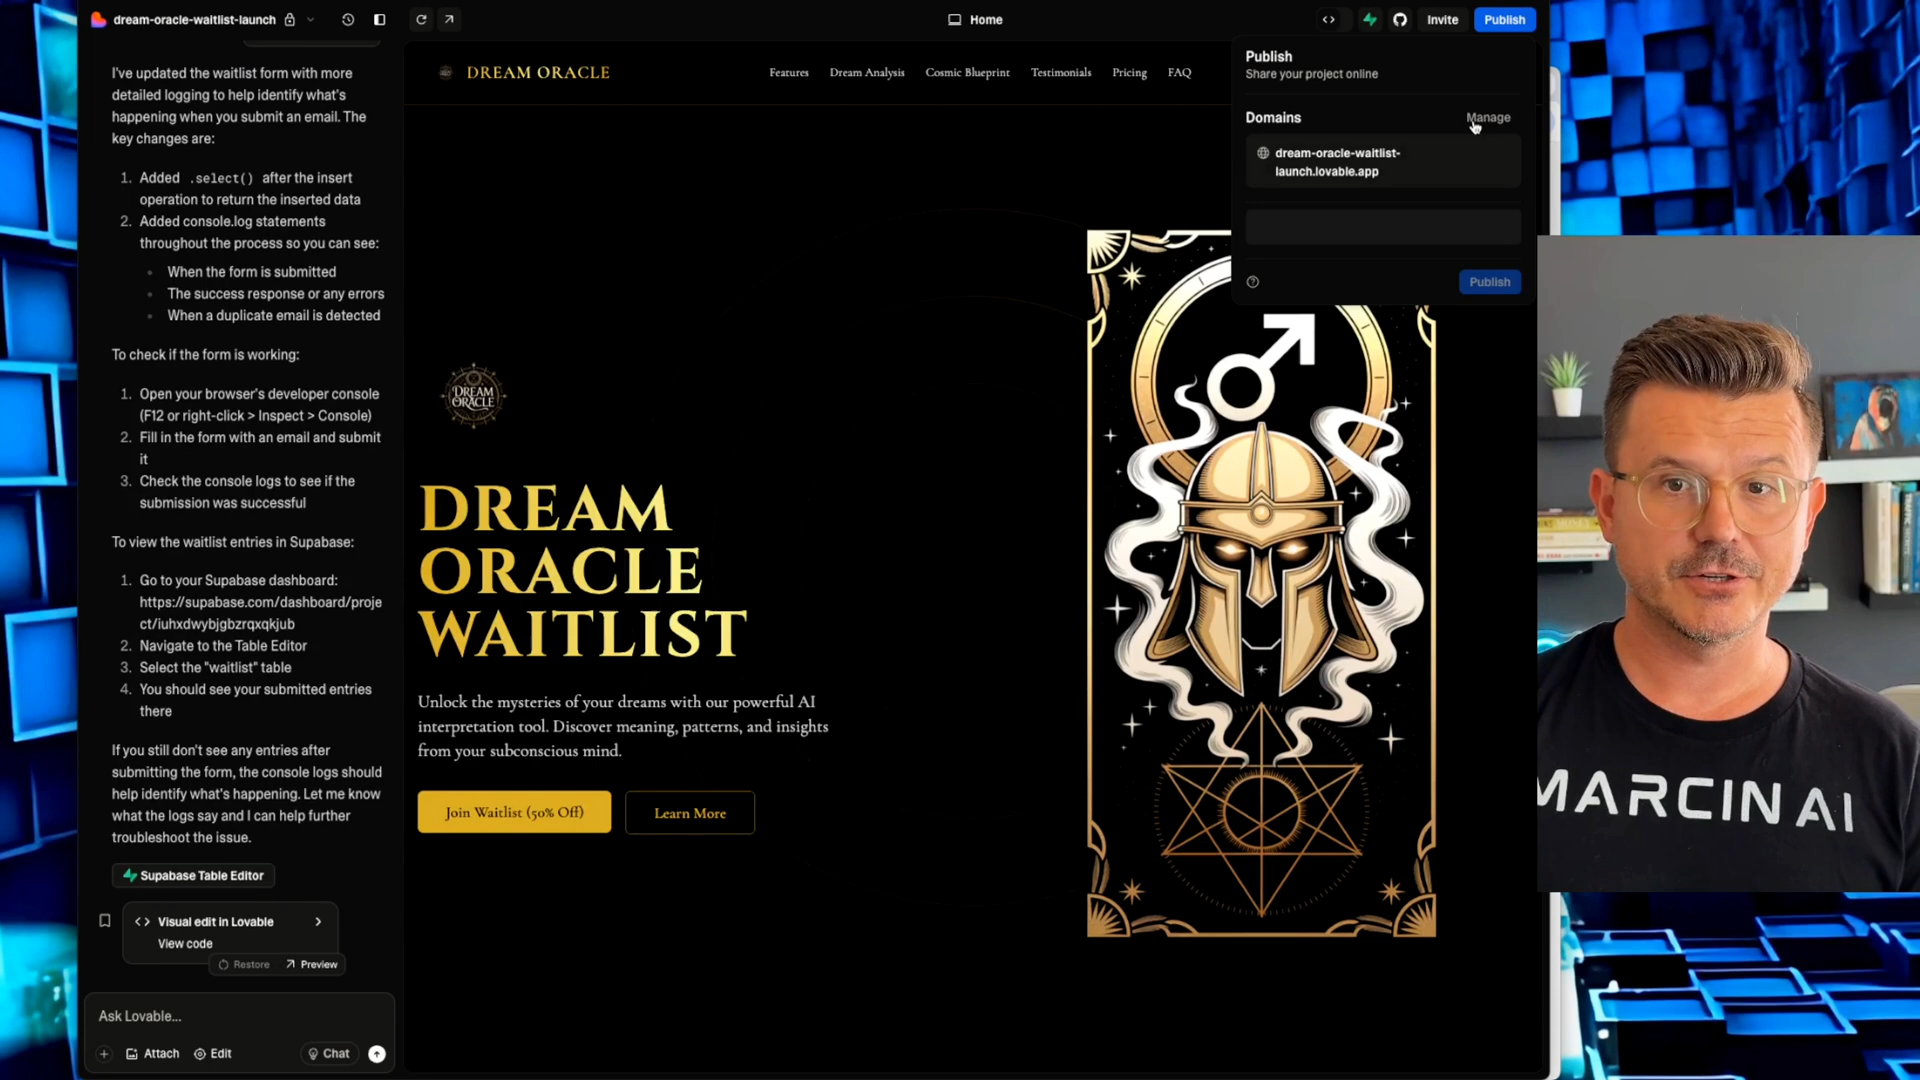 dream-oracle-waitlist-launch
Home
Invite
Publish
I've updated the waitlist form with more
detailed logging to help identify what's
happening when you submit an email. The
key changes are:
1. Added .select() after the insert
operation to return the inserted data
2. Added console.log statements
throughout the process so you can see:
When the form is submitted
The success response or any errors
When a duplicate email is detected
To check if the form is working:
1. Open your browser's developer console
(F12 or right-click > Inspect > Console)
2. Fill in the form with an email and submit
it
3. Check the console logs to see if the
submission was successful
To view the waitlist entries in Supabase:
1. Go to your Supabase dashboard:
https://supabase.com/dashboard/proje
ct/iuhxdwybjgbzrqxqkjub
2. Navigate to the Table Editor
3. Select the "waitlist" table
4. You should see your submitted entries
there
If you still don't see any entries after
submitting the form, the console logs should
help identify what's happening. Let me know
what the logs say and I can help further
troubleshoot the issue.
Supabase Table Editor
Visual edit in Lovable
View code
Restore
Preview
Ask Lovable...
Attach
Edit
Chat
DREAM ORACLE
Features
Dream Analysis
Cosmic Blueprint
Testimonials
Pricing
FAQ
DREAM
ORACLE
DREAM
ORACLE
WAITLIST
Unlock the mysteries of your dreams with our powerful AI
interpretation tool. Discover meaning, patterns, and insights
from your subconscious mind.
Join Waitlist (50% Off)
Learn More
Publish
Share your project online
Domains
Manage
dream-oracle-waitlist-
launch.lovable.app
Publish
MARCIN AI